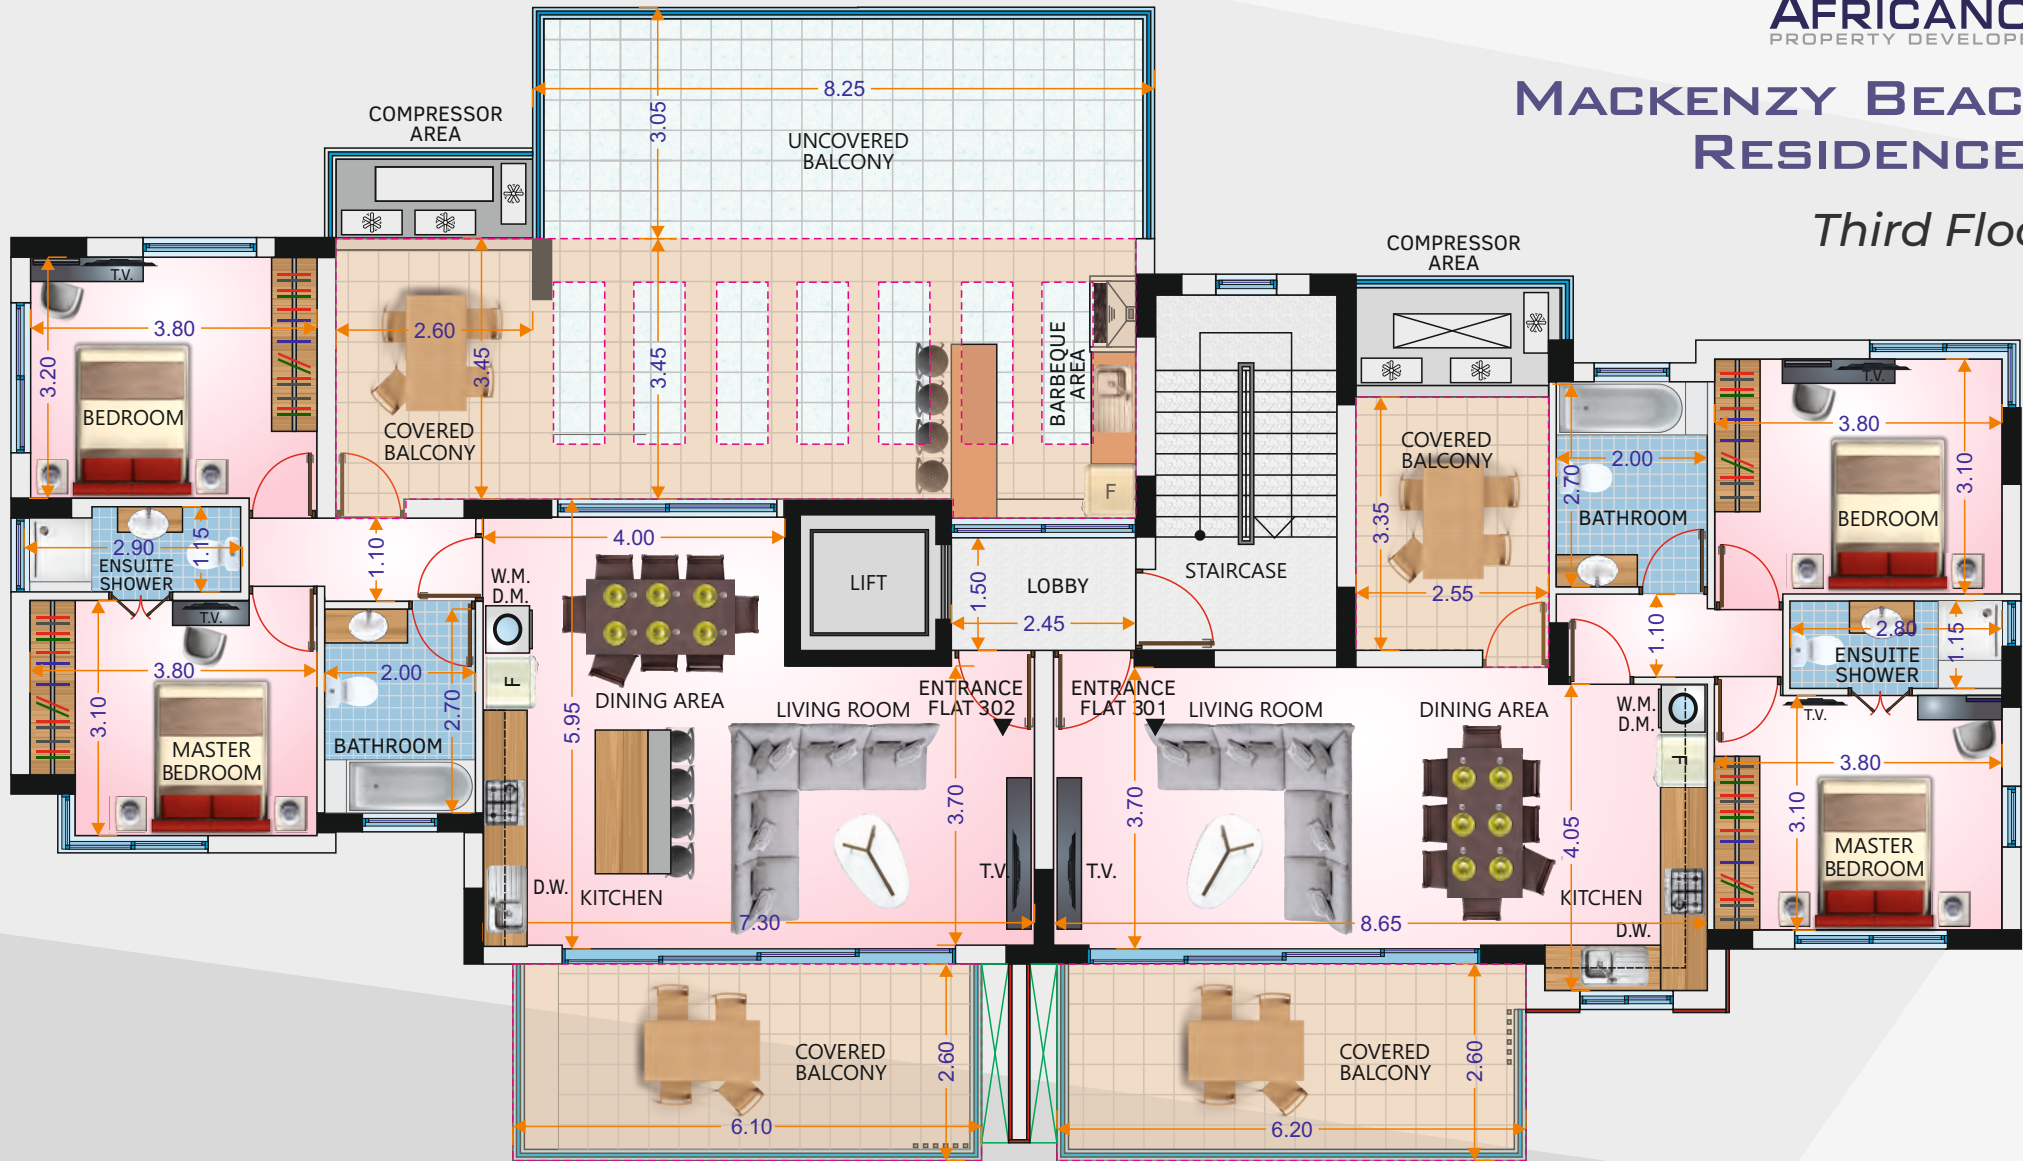 AFRICANO
PROPERTY DEVELOP
MACKENZY BEAC
RESIDENCE
Third Floo
COMPRESSOR
AREA
8.25
3.05
UNCOVERED
BALCONY
COMPRESSOR
AREA
T.V.
3.80
3.20
BEDROOM
2.60
3.45
COVERED
BALCONY
3.45
BARBEQUE
AREA
F
COVERED
BALCONY
3.35
2.55
2.00
2.70
BATHROOM
T.V.
3.80
3.10
BEDROOM
2.90
1.15
ENSUITE
SHOWER
1.10
4.00
W.M.
D.M.
F
LIFT
1.50
LOBBY
2.45
STAIRCASE
1.10
2.80
1.15
ENSUITE
SHOWER
T.V.
3.80
3.10
MASTER
BEDROOM
2.00
2.70
BATHROOM
5.95
DINING AREA
LIVING ROOM
ENTRANCE
FLAT 302
ENTRANCE
FLAT 301
LIVING ROOM
DINING AREA
W.M.
D.M.
F
T.V.
3.80
3.10
MASTER
BEDROOM
3.70
3.70
4.05
T.V.
T.V.
D.W.
KITCHEN
KITCHEN
D.W.
7.30
8.65
COVERED
BALCONY
2.60
6.10
COVERED
BALCONY
2.60
6.20